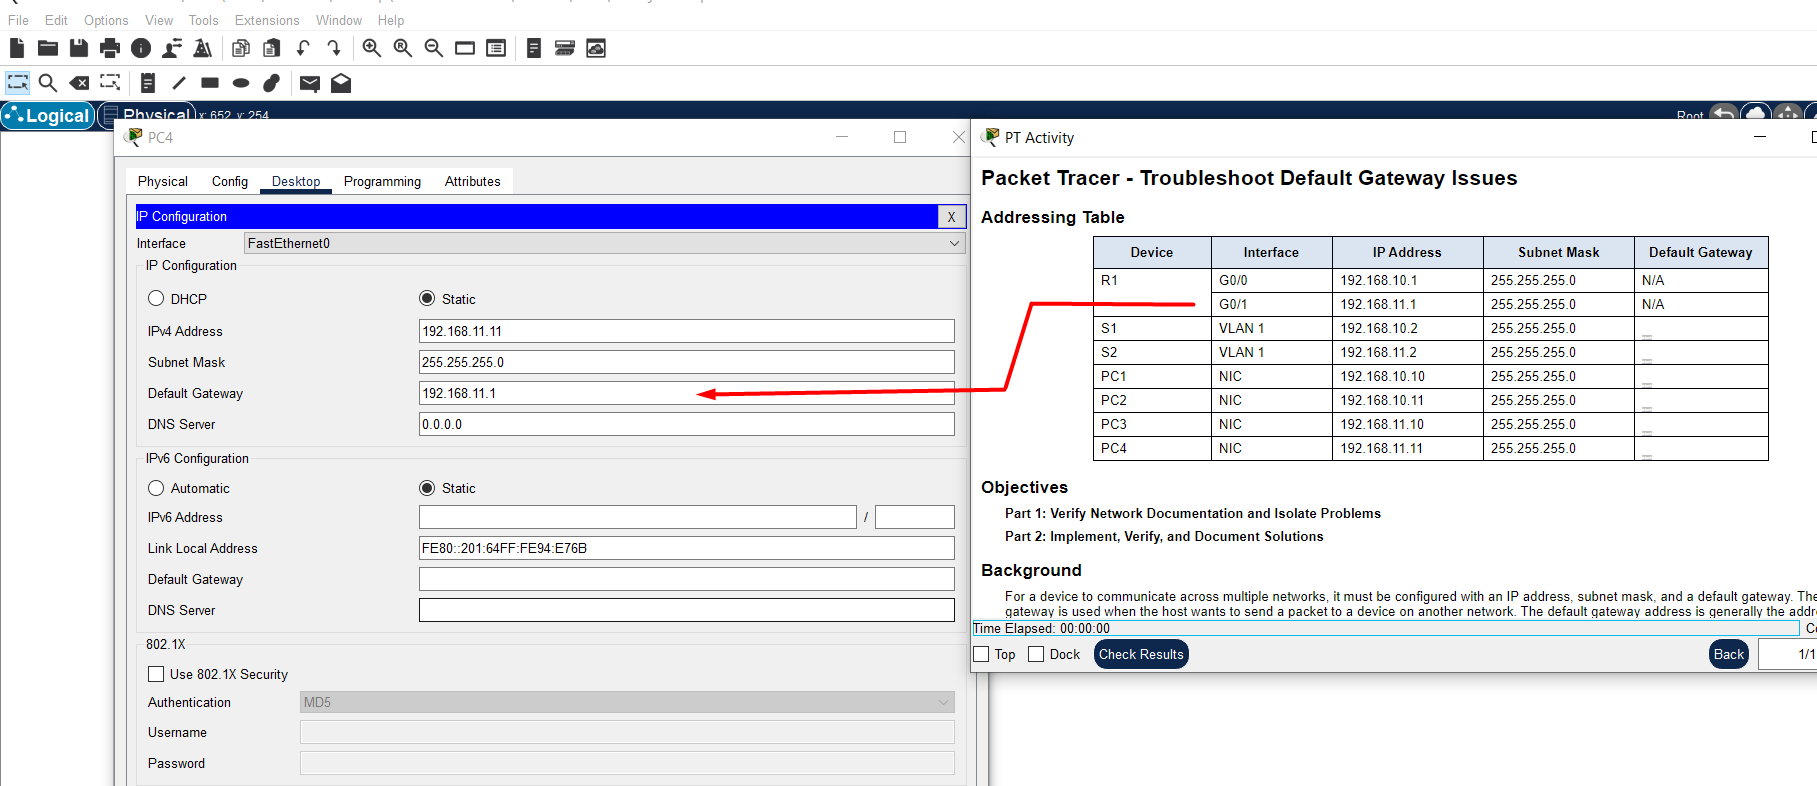 File Edit Options View Tools Extensions Window Help
Logical Physical x: 652, y: 254 Root
PC4
Physical Config Desktop Programming Attributes
IP Configuration X
Interface FastEthernet0
IP Configuration
DHCP Static
IPv4 Address 192.168.11.11
Subnet Mask 255.255.255.0
Default Gateway 192.168.11.1
DNS Server 0.0.0.0
IPv6 Configuration
Automatic Static
IPv6 Address /
Link Local Address FE80::201:64FF:FE94:E76B
Default Gateway
DNS Server
802.1X
Use 802.1X Security
Authentication MD5
Username
Password
PT Activity
Packet Tracer - Troubleshoot Default Gateway Issues
Addressing Table
Device Interface IP Address Subnet Mask Default Gateway
R1 G0/0 192.168.10.1 255.255.255.0 N/A
G0/1 192.168.11.1 255.255.255.0 N/A
S1 VLAN 1 192.168.10.2 255.255.255.0
S2 VLAN 1 192.168.11.2 255.255.255.0
PC1 NIC 192.168.10.10 255.255.255.0
PC2 NIC 192.168.10.11 255.255.255.0
PC3 NIC 192.168.11.10 255.255.255.0
PC4 NIC 192.168.11.11 255.255.255.0
Objectives
Part 1: Verify Network Documentation and Isolate Problems
Part 2: Implement, Verify, and Document Solutions
Background
For a device to communicate across multiple networks, it must be configured with an IP address, subnet mask, and a default gateway. The
gateway is used when the host wants to send a packet to a device on another network. The default gateway address is generally the addr
Time Elapsed: 00:00:00
Top Dock Check Results Back 1/1